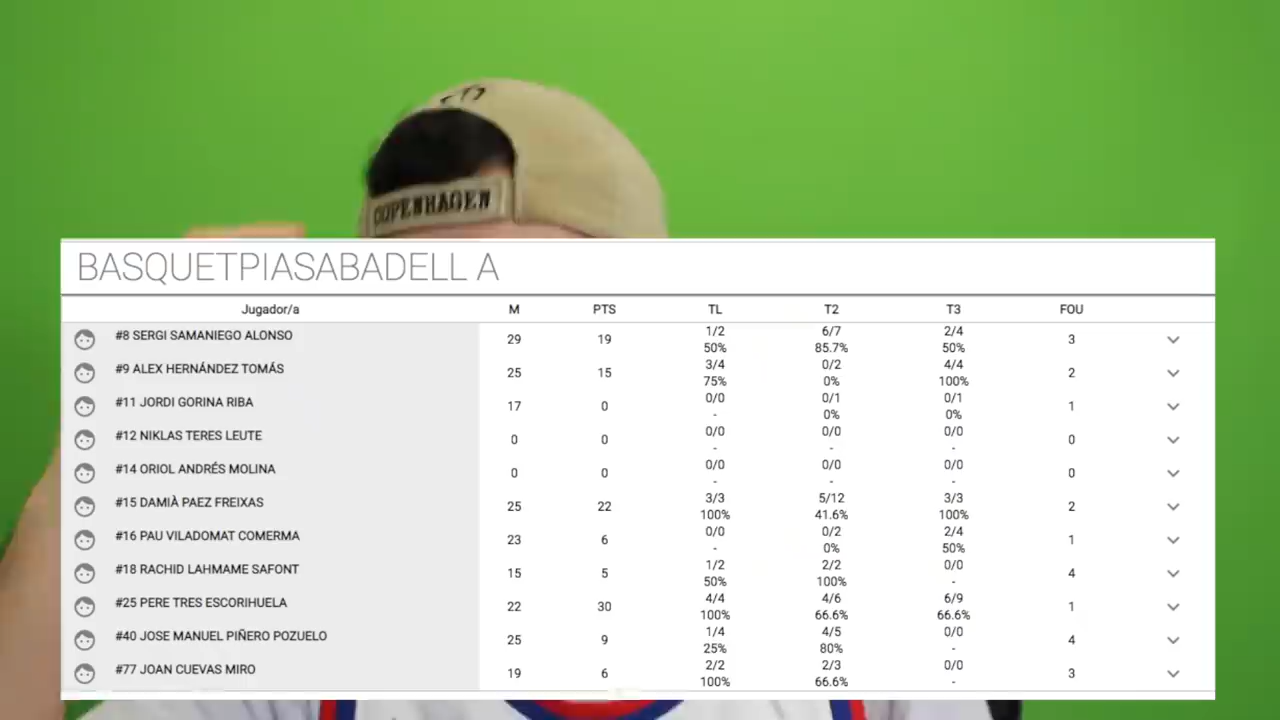 COPENHAGEN
BASQUETPIASABADELL A
Jugador/a M PTS TL T2 T3 FOU
#8 SERGI SAMANIEGO ALONSO 29 19 1/2 6/7 2/4 3
50% 85.7% 50%
#9 ALEX HERNÁNDEZ TOMÁS 25 15 3/4 0/2 4/4 2
75% 0% 100%
#11 JORDI GORINA RIBA 17 0 0/0 0/1 0/1 1
- 0% 0%
#12 NIKLAS TERES LEUTE 0 0 0/0 0/0 0/0 0
- - -
#14 ORIOL ANDRÉS MOLINA 0 0 0/0 0/0 0/0 0
- - -
#15 DAMIÀ PAEZ FREIXAS 25 22 3/3 5/12 3/3 2
100% 41.6% 100%
#16 PAU VILADOMAT COMERMA 23 6 0/0 0/2 2/4 1
- 0% 50%
#18 RACHID LAHMAME SAFONT 15 5 1/2 2/2 0/0 4
50% 100% -
#25 PERE TRES ESCORIHUELA 22 30 4/4 4/6 6/9 1
100% 66.6% 66.6%
#40 JOSE MANUEL PIÑERO POZUELO 25 9 1/4 4/5 0/0 4
25% 80% -
#77 JOAN CUEVAS MIRO 19 6 2/2 2/3 0/0 3
100% 66.6% -